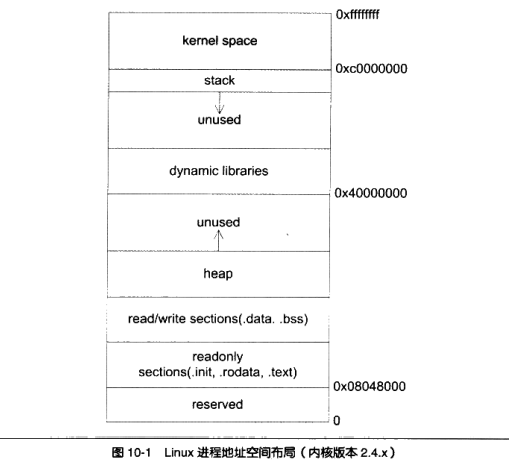 0xffffffff
kernel space
0xc0000000
stack
unused
dynamic libraries
0x40000000
unused
heap
read/write sections(.data. .bss)
readonly
sections(.init, .rodata, .text)
0x08048000
reserved
0
图 10-1 Linux 进程地址空间布局（内核版本 2.4.x）